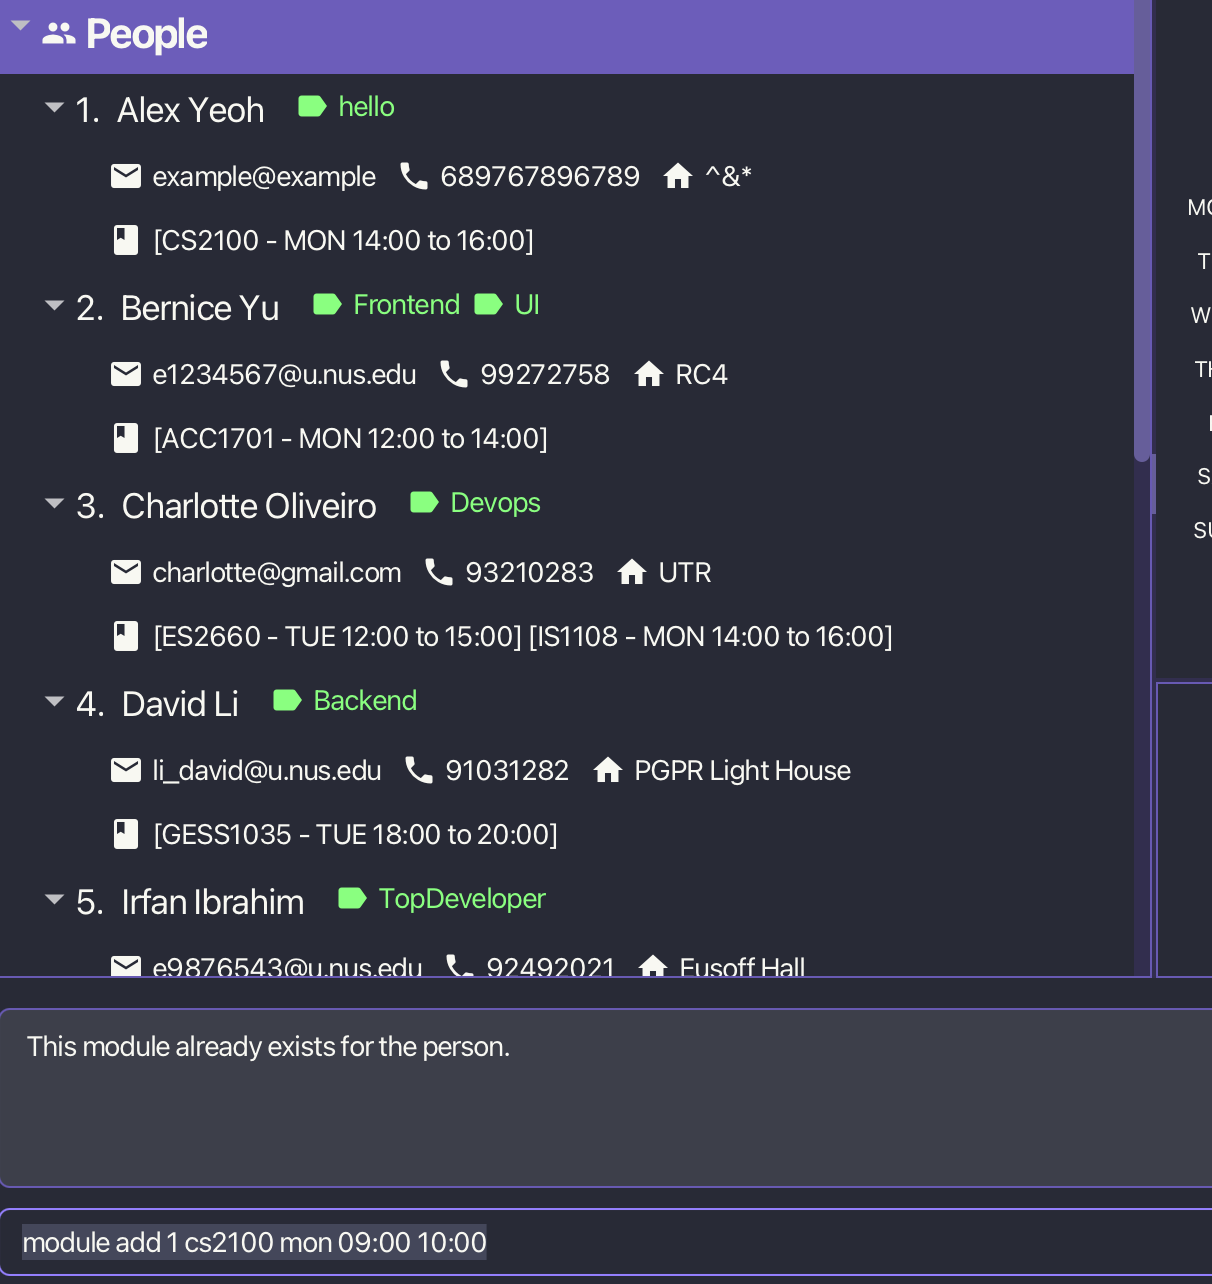 People
1. Alex Yeoh hello
example@example 689767896789 ^&*
[CS2100 - MON 14:00 to 16:00]
2. Bernice Yu Frontend UI
e1234567@u.nus.edu 99272758 RC4
[ACC1701 - MON 12:00 to 14:00]
3. Charlotte Oliveiro Devops
charlotte@gmail.com 93210283 UTR
[ES2660 - TUE 12:00 to 15:00] [IS1108 - MON 14:00 to 16:00]
4. David Li Backend
li_david@u.nus.edu 91031282 PGPR Light House
[GESS1035 - TUE 18:00 to 20:00]
5. Irfan Ibrahim TopDeveloper
e9876543@u.nus.edu 92492021 Eusoff Hall
This module already exists for the person.
module add 1 cs2100 mon 09:00 10:00